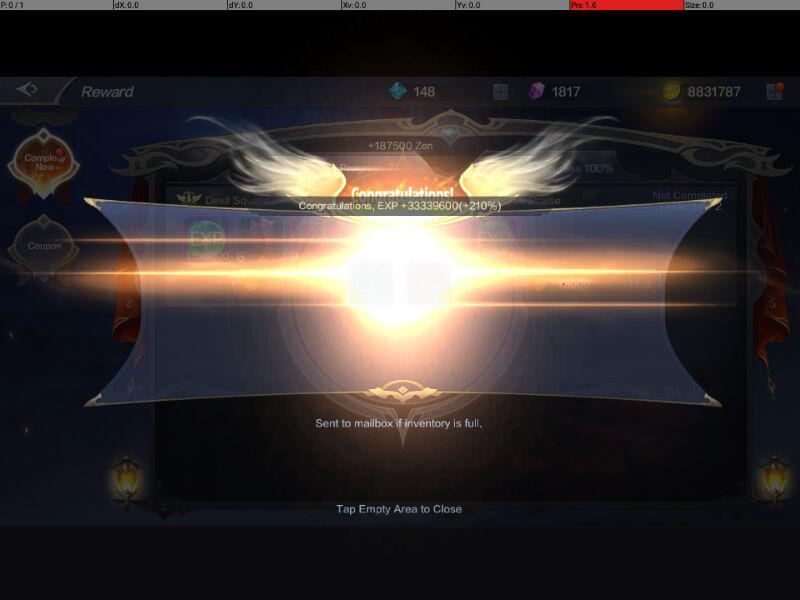 P: 0 / 1 dX: 0.0 dY: 0.0 Xv: 0.0 Yv: 0.0 Prs: 1.0 Size: 0.0
Reward 148 1817 8831787
+187500 Zen
Complete Now
100%
Congratulations!
Devil Square Praise Not Completed
Congratulations, EXP +33339600(+210%)
Coupon EXP
Sent to mailbox if inventory is full.
Tap Empty Area to Close